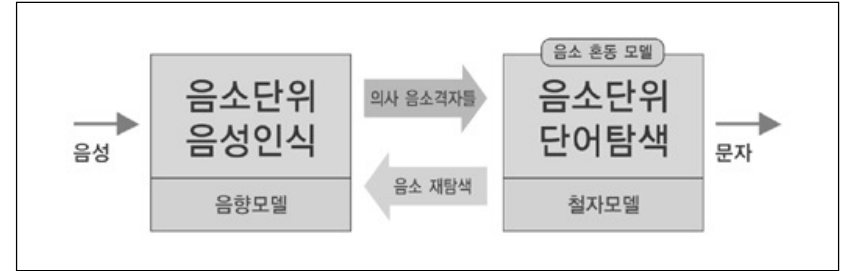 음성
음소단위
음성인식
음향모델
의사 음소격자들
음소 재탐색
음소 혼동 모델
음소단위
단어탐색
철자모델
문자